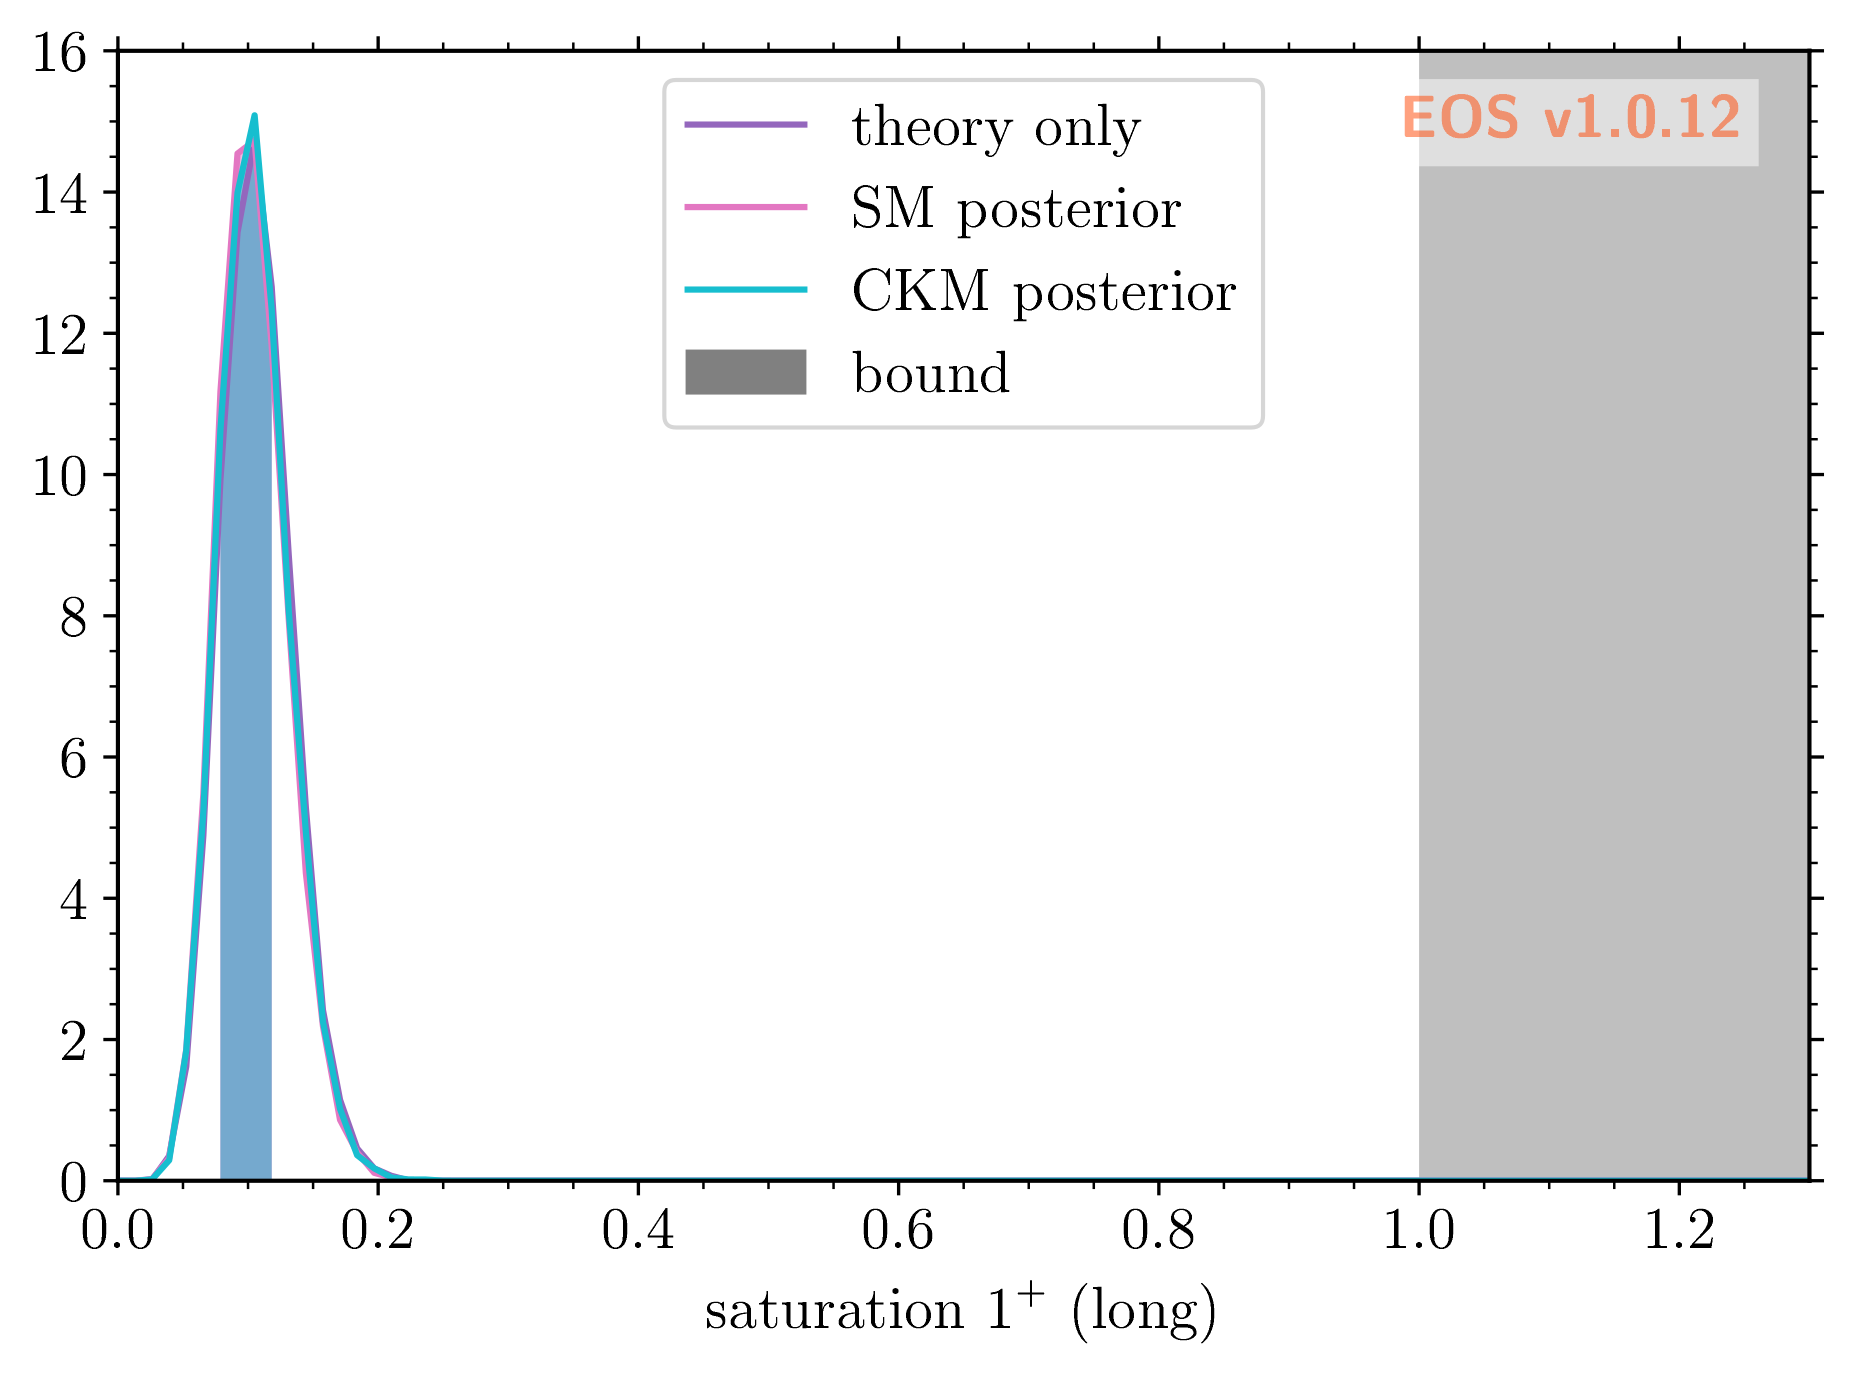 16
14
12
10
8
6
4
2
0
theory only
SM posterior
CKM posterior
bound
EOS v1.0.12
0.0 0.2 0.4 0.6 0.8 1.0 1.2
saturation 1⁺ (long)